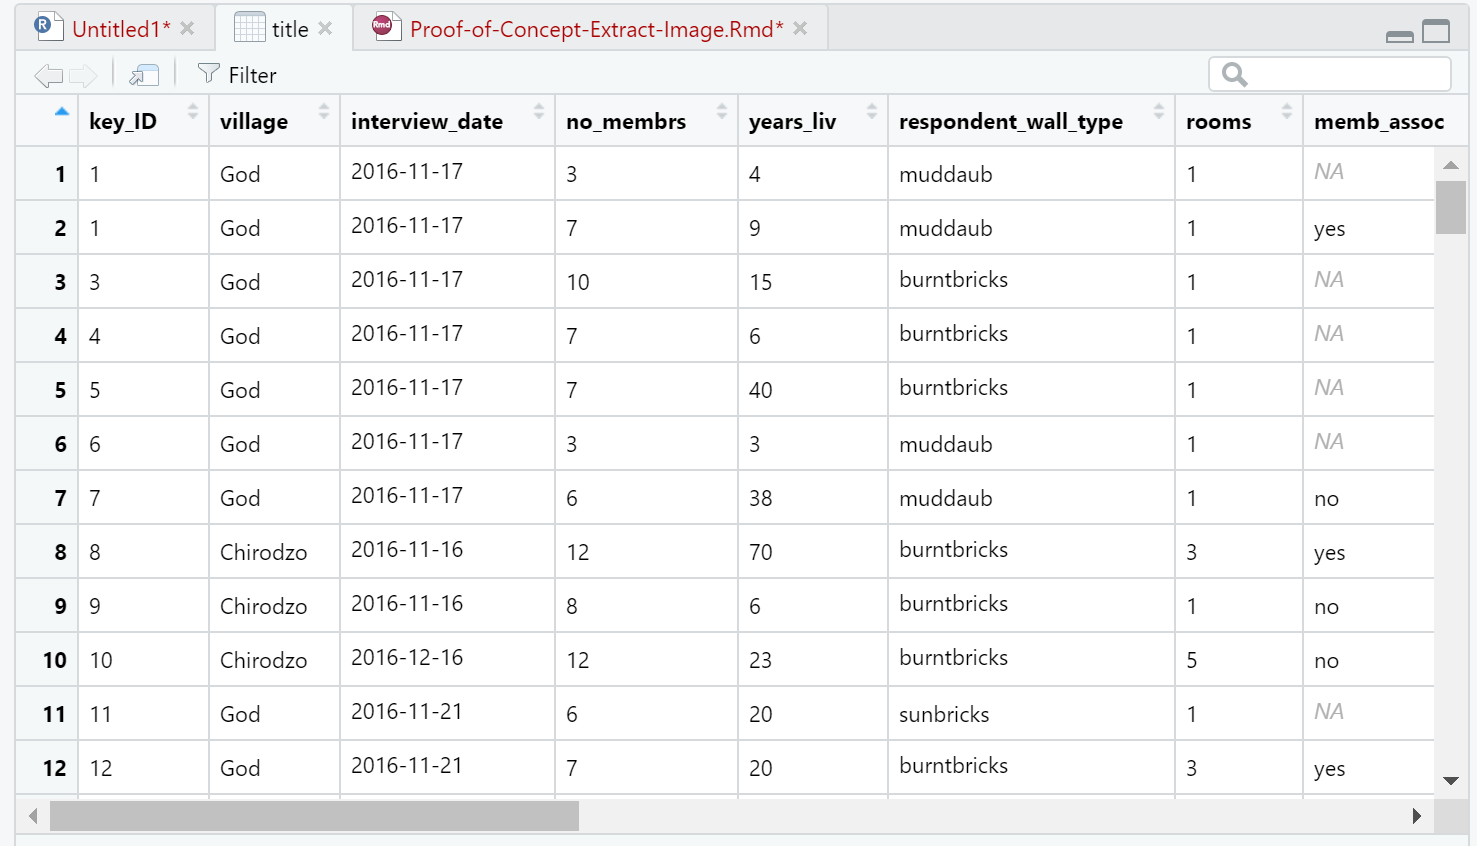 Untitled1* title Proof-of-Concept-Extract-Image.Rmd*
Filter
key_ID village interview_date no_membrs years_liv respondent_wall_type rooms memb_assoc
1 1 God 2016-11-17 3 4 muddaub 1 NA
2 1 God 2016-11-17 7 9 muddaub 1 yes
3 3 God 2016-11-17 10 15 burntbricks 1 NA
4 4 God 2016-11-17 7 6 burntbricks 1 NA
5 5 God 2016-11-17 7 40 burntbricks 1 NA
6 6 God 2016-11-17 3 3 muddaub 1 NA
7 7 God 2016-11-17 6 38 muddaub 1 no
8 8 Chirodzo 2016-11-16 12 70 burntbricks 3 yes
9 9 Chirodzo 2016-11-16 8 6 burntbricks 1 no
10 10 Chirodzo 2016-12-16 12 23 burntbricks 5 no
11 11 God 2016-11-21 6 20 sunbricks 1 NA
12 12 God 2016-11-21 7 20 burntbricks 3 yes